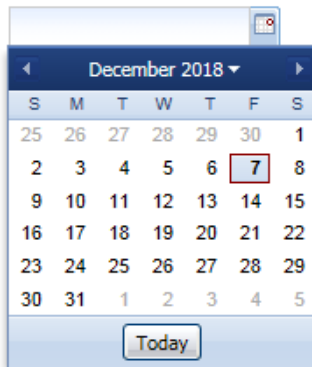 December 2018
S M T W T F S
25 26 27 28 29 30 1
2 3 4 5 6 7 8
9 10 11 12 13 14 15
16 17 18 19 20 21 22
23 24 25 26 27 28 29
30 31 1 2 3 4 5
Today